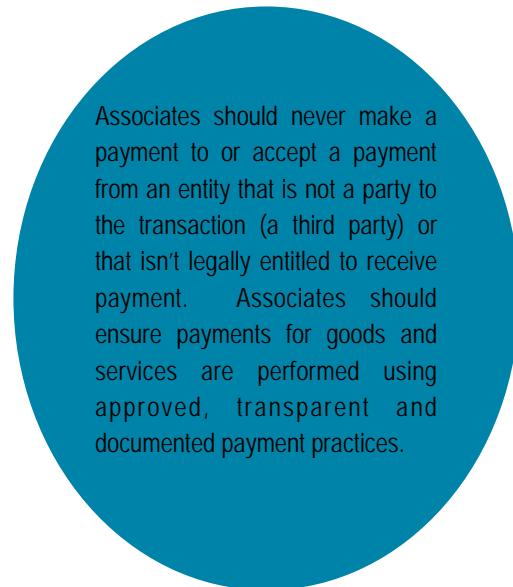 Associates should never make a
payment to or accept a payment
from an entity that is not a party to
the transaction (a third party) or
that isn't legally entitled to receive
payment. Associates should
ensure payments for goods and
services are performed using
approved, transparent and
documented payment practices.